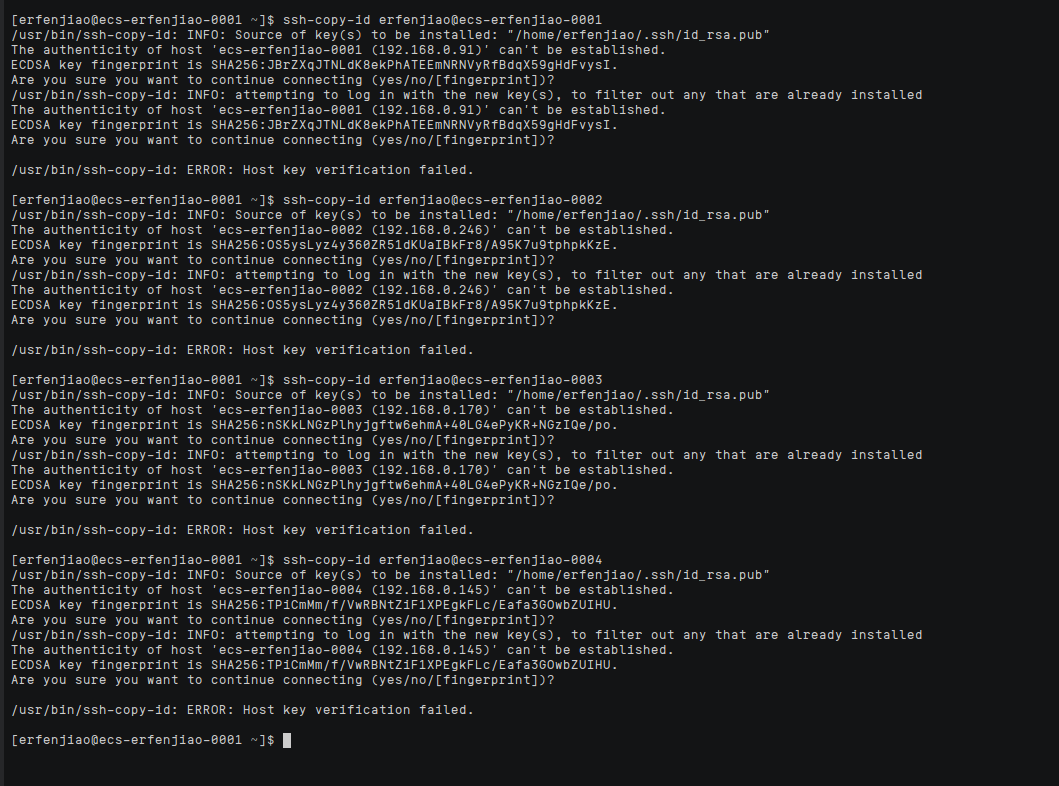 [erfenjiao@ecs-erfenjiao-0001 ~]$ ssh-copy-id erfenjiao@ecs-erfenjiao-0001
/usr/bin/ssh-copy-id: INFO: Source of key(s) to be installed: "/home/erfenjiao/.ssh/id_rsa.pub"
The authenticity of host 'ecs-erfenjiao-0001 (192.168.0.91)' can't be established.
ECDSA key fingerprint is SHA256:JBrZXqJTNLdK8ekPhATEEmNRNVyRfBdqX59gHdFvysI.
Are you sure you want to continue connecting (yes/no/[fingerprint])?
/usr/bin/ssh-copy-id: INFO: attempting to log in with the new key(s), to filter out any that are already installed
The authenticity of host 'ecs-erfenjiao-0001 (192.168.0.91)' can't be established.
ECDSA key fingerprint is SHA256:JBrZXqJTNLdK8ekPhATEEmNRNVyRfBdqX59gHdFvysI.
Are you sure you want to continue connecting (yes/no/[fingerprint])?
/usr/bin/ssh-copy-id: ERROR: Host key verification failed.
[erfenjiao@ecs-erfenjiao-0001 ~]$ ssh-copy-id erfenjiao@ecs-erfenjiao-0002
/usr/bin/ssh-copy-id: INFO: Source of key(s) to be installed: "/home/erfenjiao/.ssh/id_rsa.pub"
The authenticity of host 'ecs-erfenjiao-0002 (192.168.0.246)' can't be established.
ECDSA key fingerprint is SHA256:OS5ysLyz4y360ZR51dKUaIBkFr8/A95K7u9tphpkKzE.
Are you sure you want to continue connecting (yes/no/[fingerprint])?
/usr/bin/ssh-copy-id: INFO: attempting to log in with the new key(s), to filter out any that are already installed
The authenticity of host 'ecs-erfenjiao-0002 (192.168.0.246)' can't be established.
ECDSA key fingerprint is SHA256:OS5ysLyz4y360ZR51dKUaIBkFr8/A95K7u9tphpkKzE.
Are you sure you want to continue connecting (yes/no/[fingerprint])?
/usr/bin/ssh-copy-id: ERROR: Host key verification failed.
[erfenjiao@ecs-erfenjiao-0001 ~]$ ssh-copy-id erfenjiao@ecs-erfenjiao-0003
/usr/bin/ssh-copy-id: INFO: Source of key(s) to be installed: "/home/erfenjiao/.ssh/id_rsa.pub"
The authenticity of host 'ecs-erfenjiao-0003 (192.168.0.170)' can't be established.
ECDSA key fingerprint is SHA256:nSKkLNGzPlhyjgftw6ehmA+40LG4ePyKR+NGzIQe/po.
Are you sure you want to continue connecting (yes/no/[fingerprint])?
/usr/bin/ssh-copy-id: INFO: attempting to log in with the new key(s), to filter out any that are already installed
The authenticity of host 'ecs-erfenjiao-0003 (192.168.0.170)' can't be established.
ECDSA key fingerprint is SHA256:nSKkLNGzPlhyjgftw6ehmA+40LG4ePyKR+NGzIQe/po.
Are you sure you want to continue connecting (yes/no/[fingerprint])?
/usr/bin/ssh-copy-id: ERROR: Host key verification failed.
[erfenjiao@ecs-erfenjiao-0001 ~]$ ssh-copy-id erfenjiao@ecs-erfenjiao-0004
/usr/bin/ssh-copy-id: INFO: Source of key(s) to be installed: "/home/erfenjiao/.ssh/id_rsa.pub"
The authenticity of host 'ecs-erfenjiao-0004 (192.168.0.145)' can't be established.
ECDSA key fingerprint is SHA256:TPiCmMm/f/VwRBNtZiF1XPEgkFLc/Eafa3GOwbZUIHU.
Are you sure you want to continue connecting (yes/no/[fingerprint])?
/usr/bin/ssh-copy-id: INFO: attempting to log in with the new key(s), to filter out any that are already installed
The authenticity of host 'ecs-erfenjiao-0004 (192.168.0.145)' can't be established.
ECDSA key fingerprint is SHA256:TPiCmMm/f/VwRBNtZiF1XPEgkFLc/Eafa3GOwbZUIHU.
Are you sure you want to continue connecting (yes/no/[fingerprint])?
/usr/bin/ssh-copy-id: ERROR: Host key verification failed.
[erfenjiao@ecs-erfenjiao-0001 ~]$